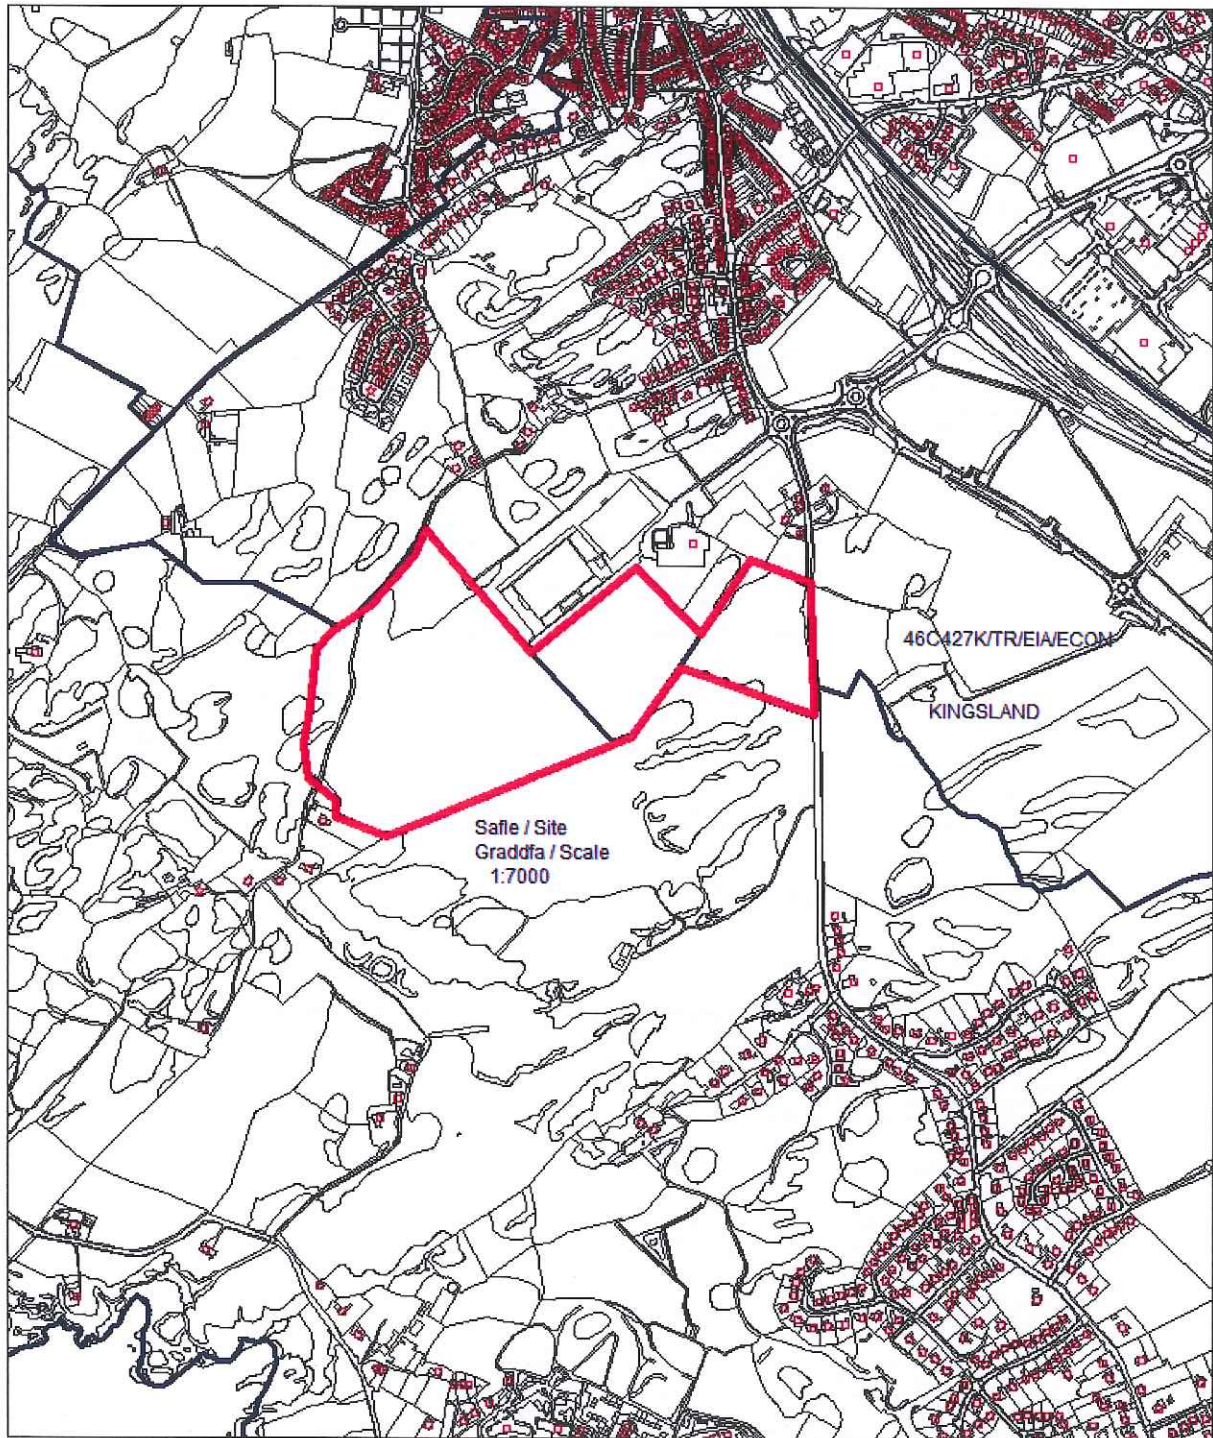 46C427K/TR/EIA/ECON
KINGSLAND
Safle / Site
Graddfa / Scale
1:7000